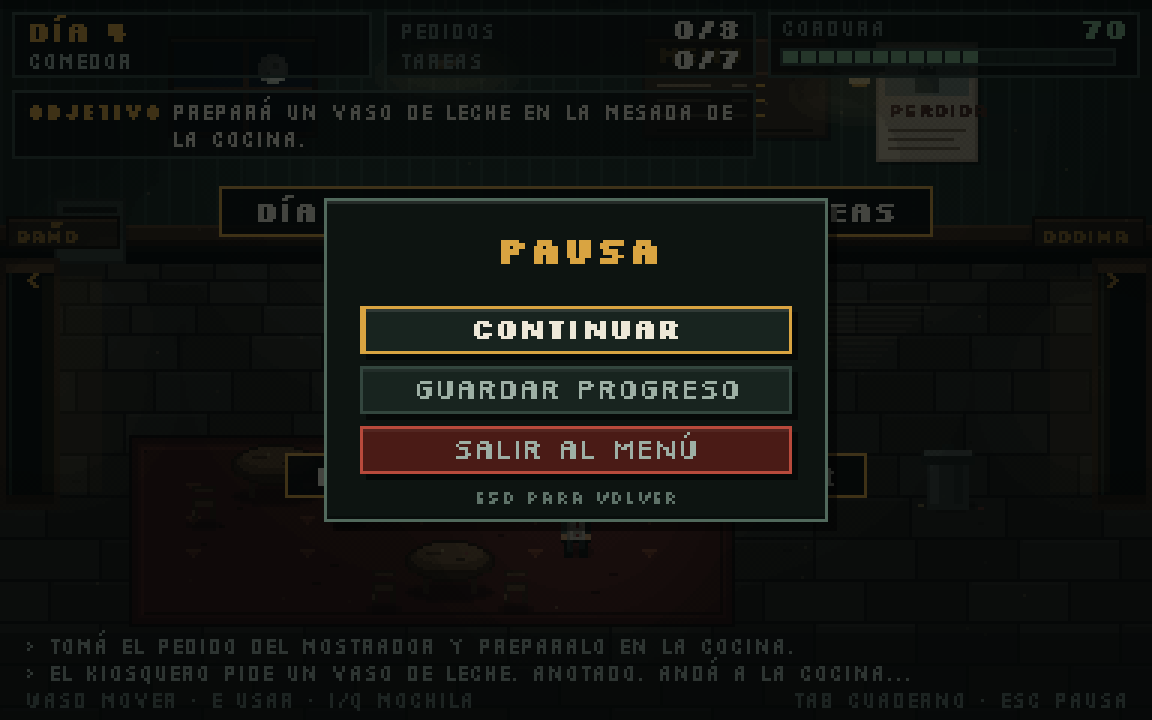 DÍA 4
COMEDOR
PEDIDOS 0/8
TAREAS 0/7
CORDURA 70
OBJETIVO PREPARÁ UN VASO DE LECHE EN LA MESADA DE
LA COCINA.
PERDIDO
DÍA
EAS
BAÑO
COCINA
<
>
PAUSA
CONTINUAR
GUARDAR PROGRESO
SALIR AL MENÚ
ESC PARA VOLVER
> TOMÁ EL PEDIDO DEL MOSTRADOR Y PREPARALO EN LA COCINA.
> EL KIOSQUERO PIDE UN VASO DE LECHE. ANOTADO. ANDÁ A LA COCINA...
WASD MOVER · E USAR · I/Q MOCHILA
TAB CUADERNO · ESC PAUSA